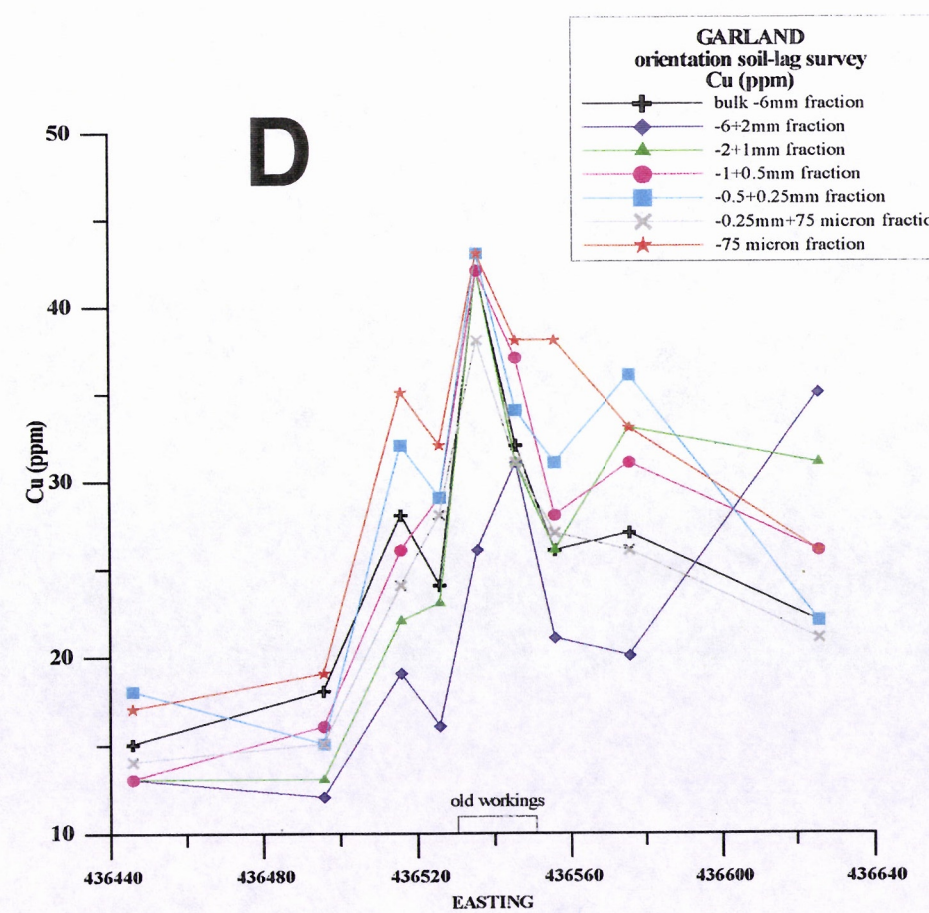 GARLAND
orientation soil-lag survey
Cu (ppm)
bulk -6mm fraction
-6+2mm fraction
-2+1mm fraction
-1+0.5mm fraction
-0.5+0.25mm fraction
-0.25mm+75 micron fractio
-75 micron fraction
D
50
40
30
20
10
Cu (ppm)
old workings
436440
436480
436520
436560
436600
436640
EASTING